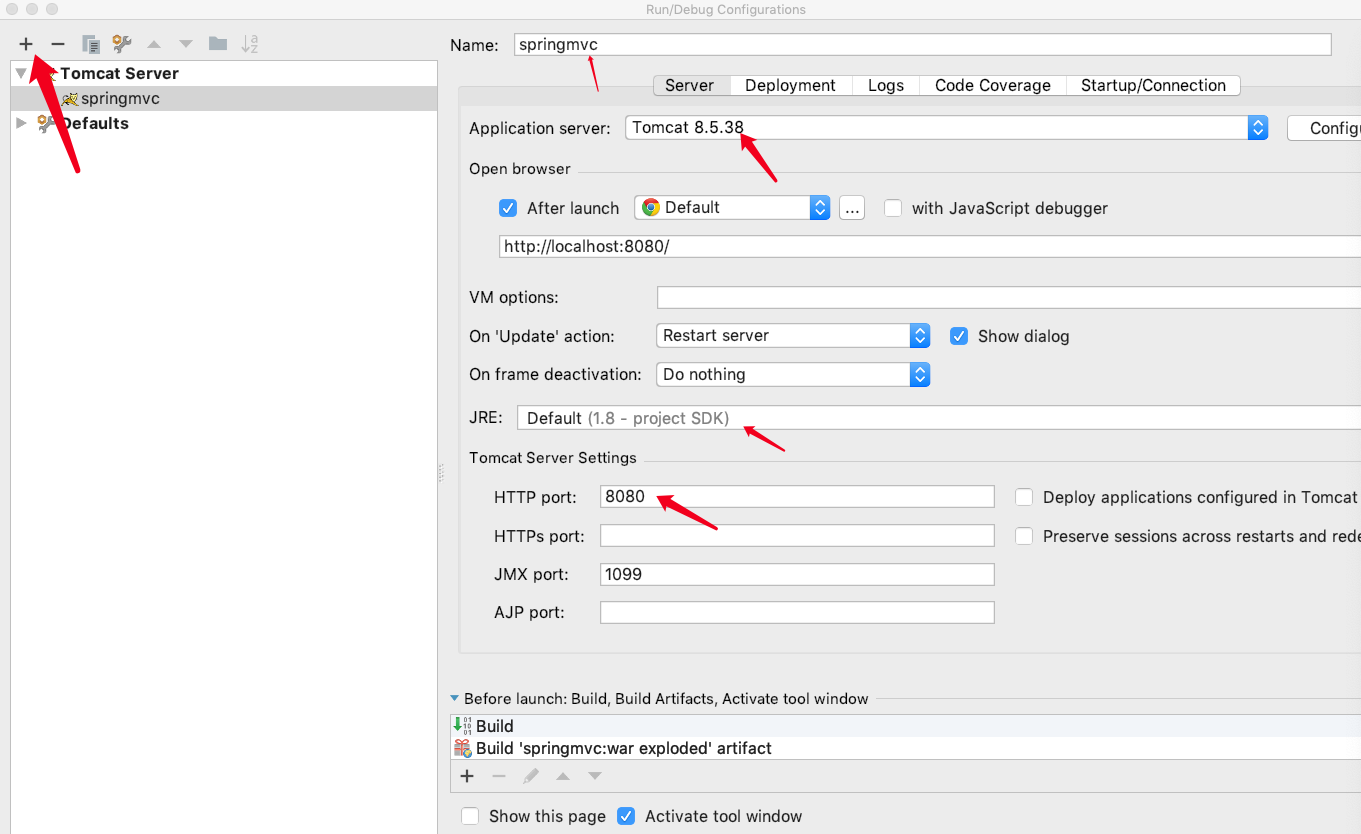 Run/Debug Configurations
Name: springmvc
Tomcat Server
springmvc
Defaults
Server Deployment Logs Code Coverage Startup/Connection
Application server: Tomcat 8.5.38 Configu
Open browser
After launch Default ... with JavaScript debugger
http://localhost:8080/
VM options:
On 'Update' action: Restart server Show dialog
On frame deactivation: Do nothing
JRE: Default (1.8 - project SDK)
Tomcat Server Settings
HTTP port: 8080 Deploy applications configured in Tomcat
HTTPs port: Preserve sessions across restarts and rede
JMX port: 1099
AJP port:
Before launch: Build, Build Artifacts, Activate tool window
Build
Build 'springmvc:war exploded' artifact
Show this page Activate tool window